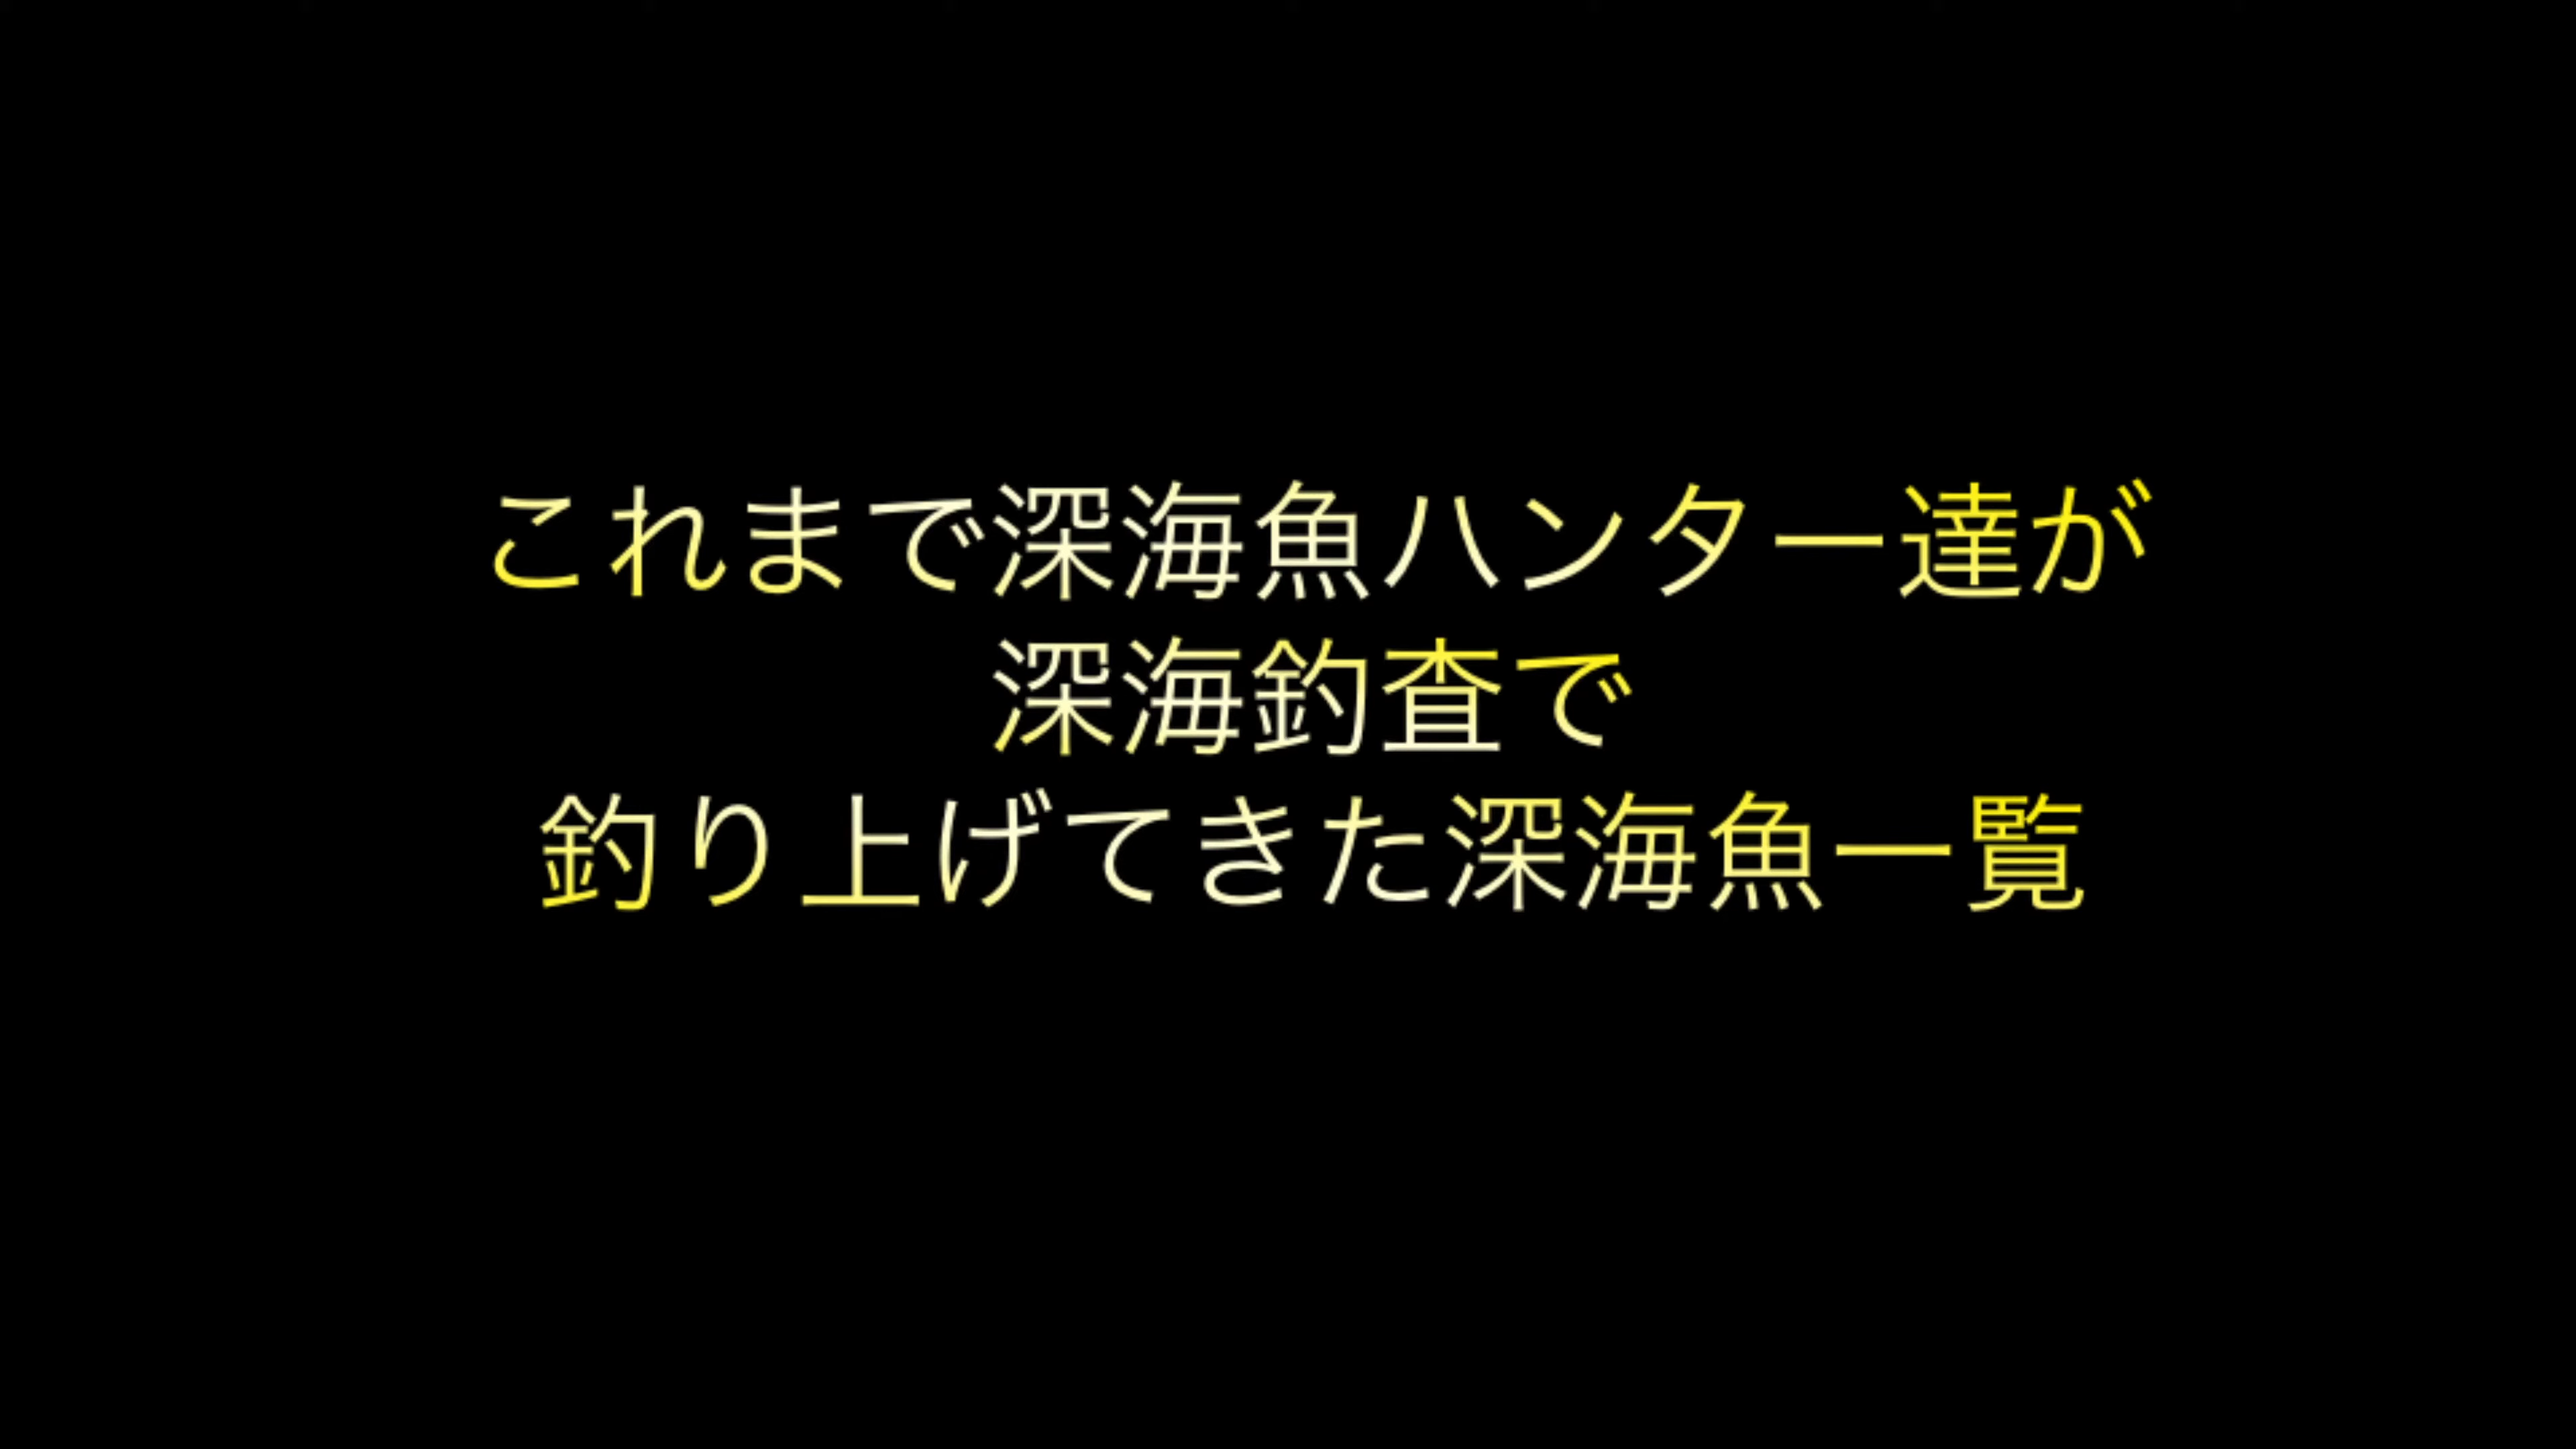 これまで深海魚ハンター達が
深海釣査で
釣り上げてきた深海魚一覧